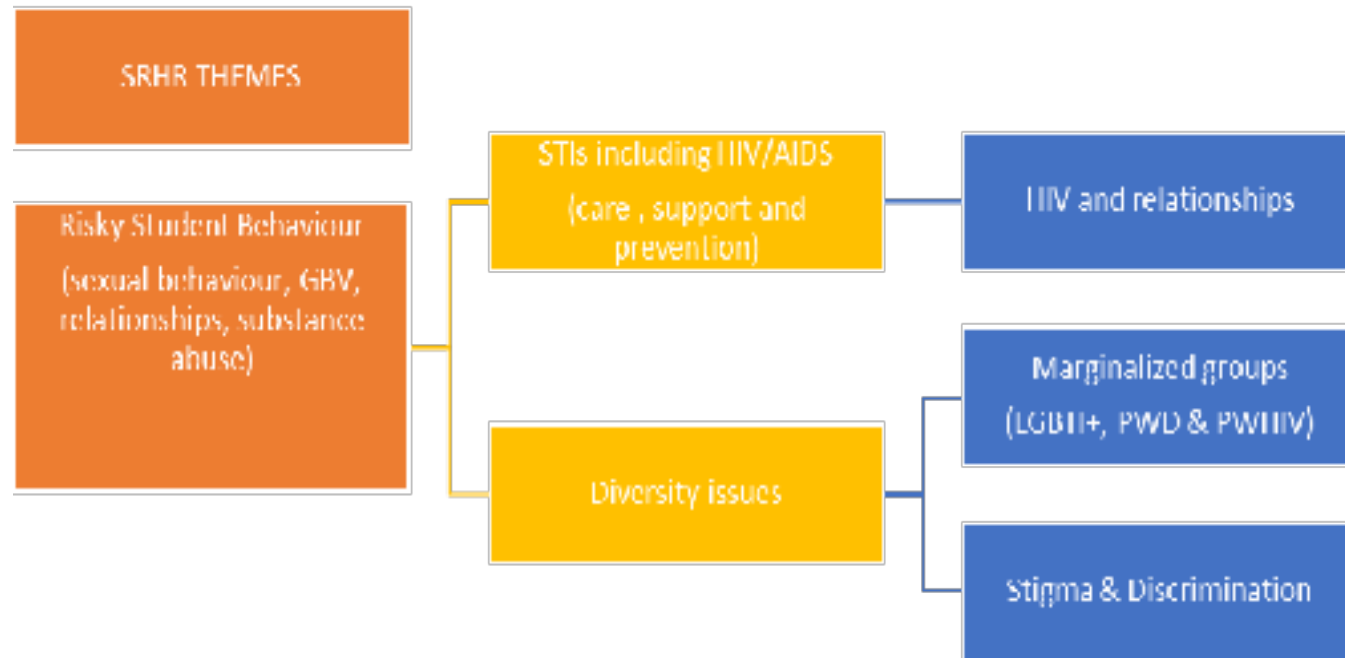 SRHR THEMES
Risky Student Behaviour
(sexual behaviour, GBV,
relationships, substance
abuse)
STIs including HIV/AIDS
(care , support and
prevention)
Diversity issues
HIV and relationships
Marginalized groups
(LGBTI+, PWD & PWHIV)
Stigma & Discrimination